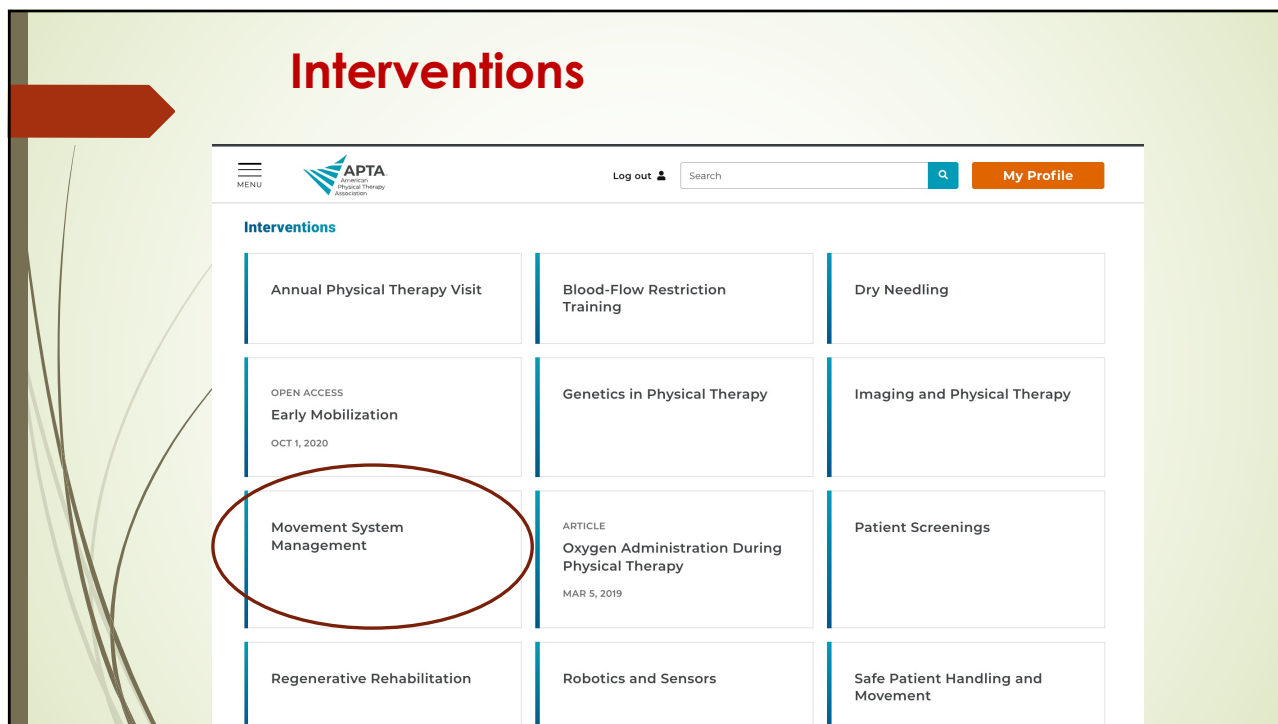 Interventions
MENU
APTA
American
Physical Therapy
Association
Log out
Search
My Profile
Interventions
Annual Physical Therapy Visit
Blood-Flow Restriction
Training
Dry Needling
OPEN ACCESS
Early Mobilization
OCT 1, 2020
Genetics in Physical Therapy
Imaging and Physical Therapy
Movement System
Management
ARTICLE
Oxygen Administration During
Physical Therapy
MAR 5, 2019
Patient Screenings
Regenerative Rehabilitation
Robotics and Sensors
Safe Patient Handling and
Movement